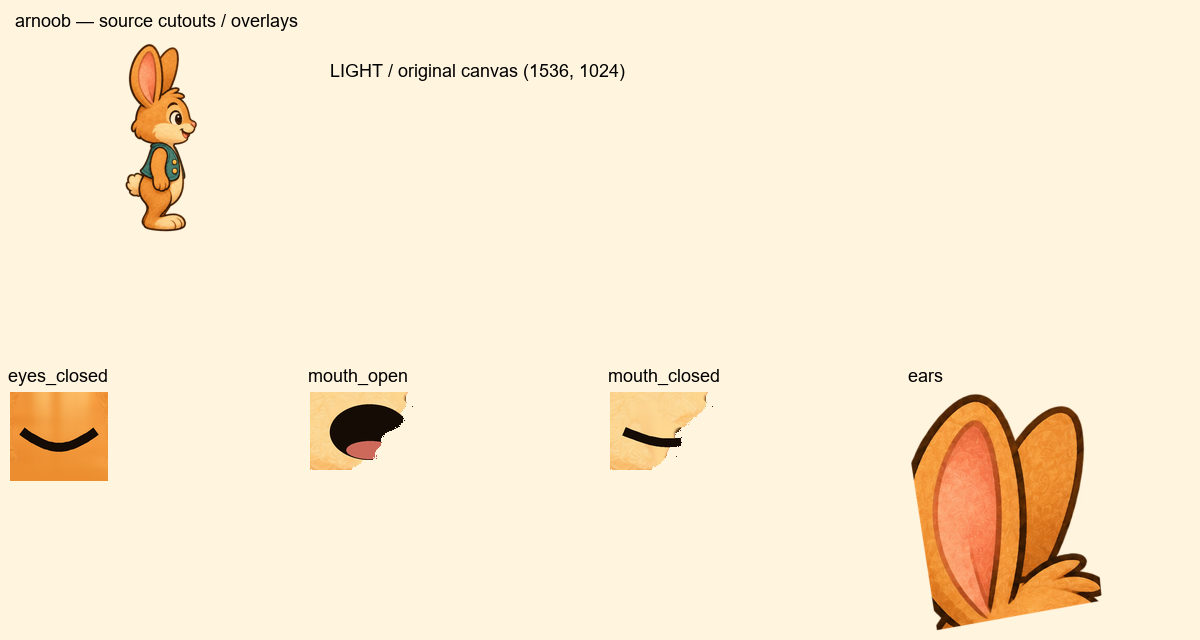 arnoob — source cutouts / overlays
LIGHT / original canvas (1536, 1024)
eyes_closed
mouth_open
mouth_closed
ears